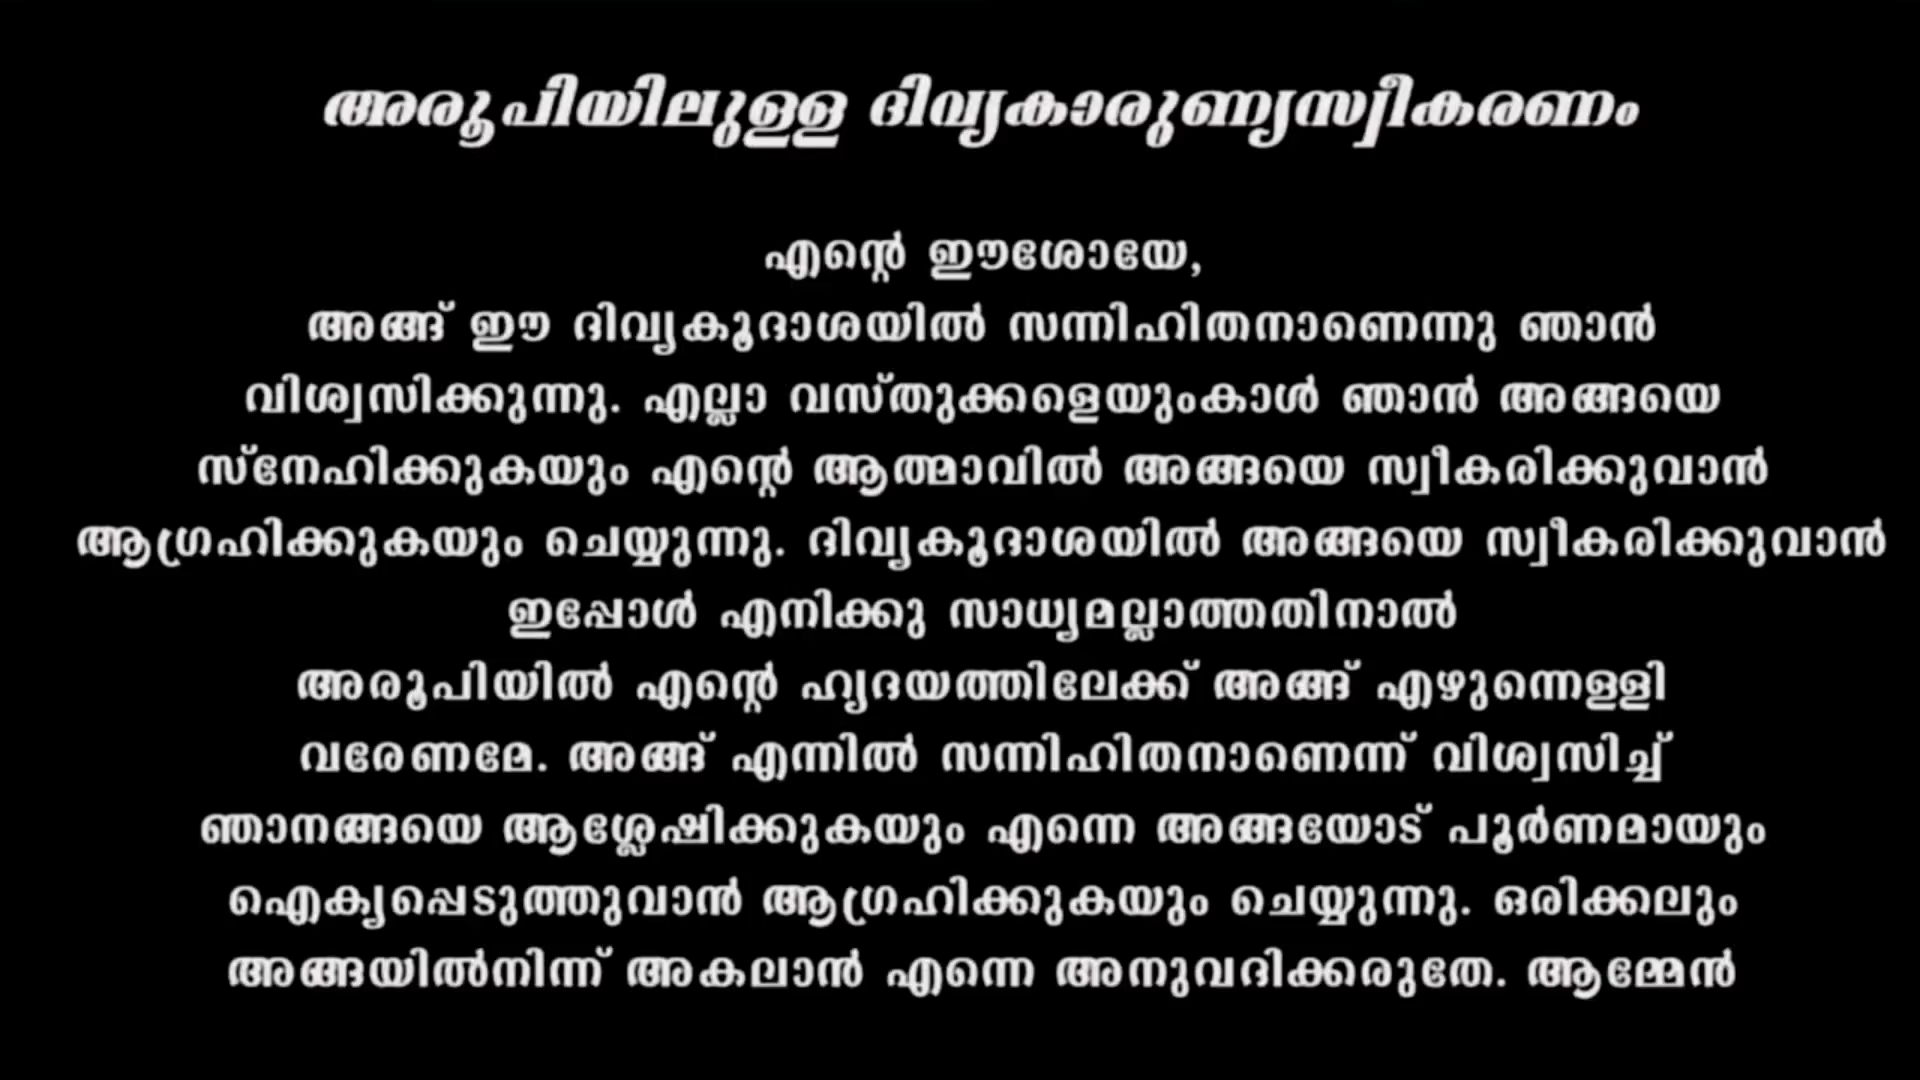 അരൂപിയിലുള്ള ദിവ്യകാരുണ്യസ്വീകരണം
എന്റെ ഈശോയേ,
അങ്ങ് ഈ ദിവ്യകൂദാശയിൽ സന്നിഹിതനാണെന്നു ഞാൻ
വിശ്വസിക്കുന്നു. എല്ലാ വസ്തുക്കളെയുംകാൾ ഞാൻ അങ്ങയെ
സ്നേഹിക്കുകയും എന്റെ ആത്മാവിൽ അങ്ങയെ സ്വീകരിക്കുവാൻ
ആഗ്രഹിക്കുകയും ചെയ്യുന്നു. ദിവ്യകൂദാശയിൽ അങ്ങയെ സ്വീകരിക്കുവാൻ
ഇപ്പോൾ എനിക്കു സാധ്യമല്ലാത്തതിനാൽ
അരൂപിയിൽ എന്റെ ഹൃദയത്തിലേക്ക് അങ്ങ് എഴുന്നെള്ളി
വരേണമേ. അങ്ങ് എന്നിൽ സന്നിഹിതനാണെന്ന് വിശ്വസിച്ച്
ഞാനങ്ങയെ ആശ്ലേഷിക്കുകയും എന്നെ അങ്ങയോട് പൂർണമായും
ഐക്യപ്പെടുത്തുവാൻ ആഗ്രഹിക്കുകയും ചെയ്യുന്നു. ഒരിക്കലും
അങ്ങയിൽനിന്ന് അകലാൻ എന്നെ അനുവദിക്കരുതേ. ആമ്മേൻ